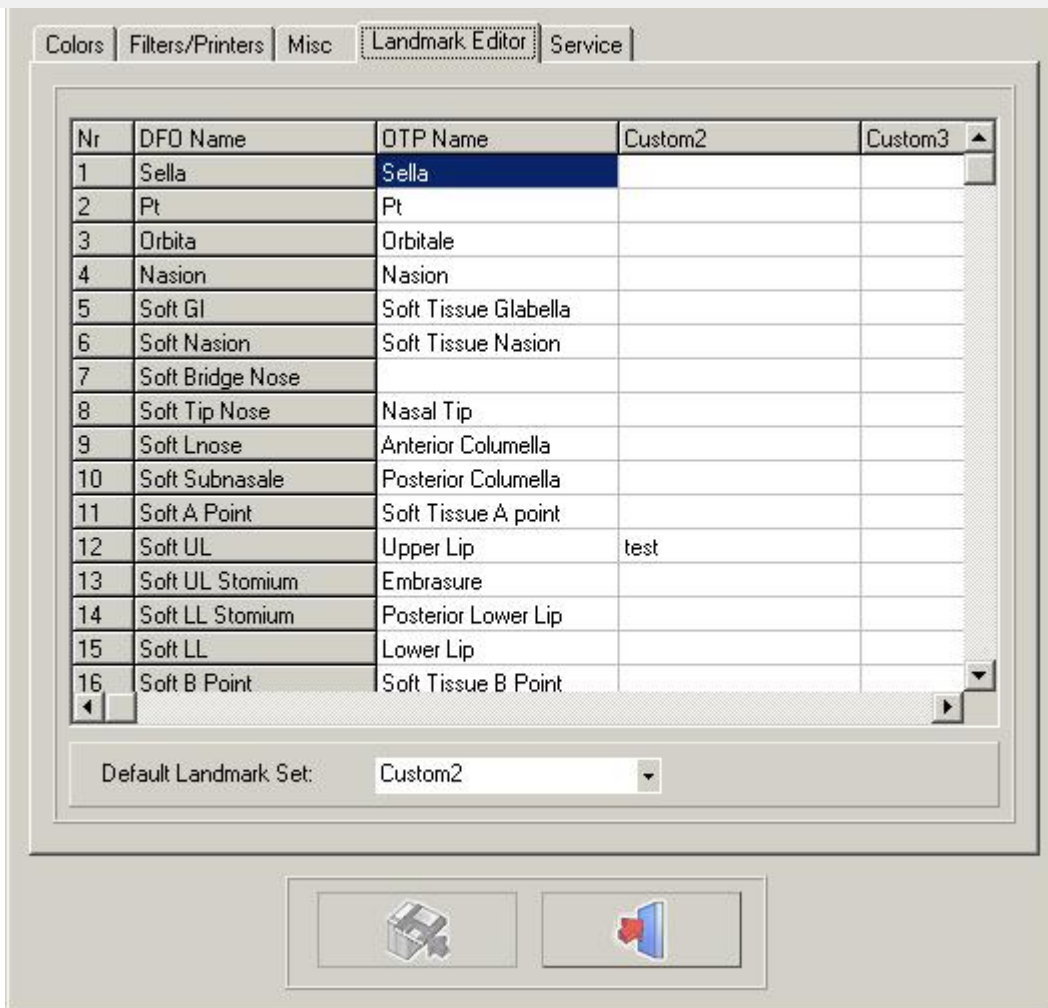 Colors Filters/Printers Misc Landmark Editor Service
Nr DFO Name OTP Name Custom2 Custom3
1 Sella Sella
2 Pt Pt
3 Orbita Orbitale
4 Nasion Nasion
5 Soft Gl Soft Tissue Glabella
6 Soft Nasion Soft Tissue Nasion
7 Soft Bridge Nose
8 Soft Tip Nose Nasal Tip
9 Soft Lnose Anterior Columella
10 Soft Subnasale Posterior Columella
11 Soft A Point Soft Tissue A point
12 Soft UL Upper Lip test
13 Soft UL Stomium Embrasure
14 Soft LL Stomium Posterior Lower Lip
15 Soft LL Lower Lip
16 Soft B Point Soft Tissue B Point
Default Landmark Set: Custom2